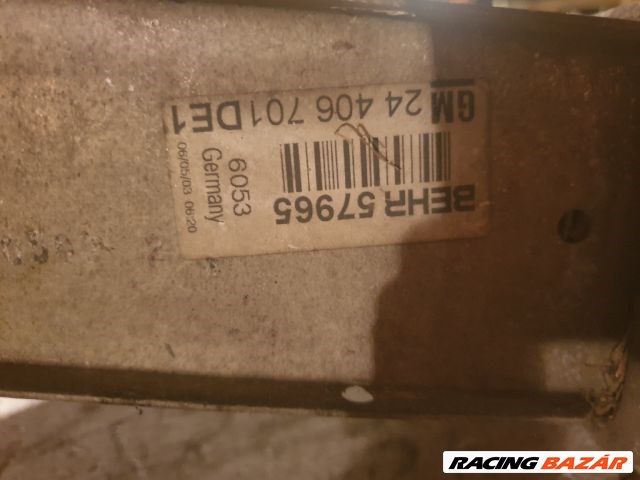 BEHR 57965
6053
Germany
06/05/03 06:20
GM 24 406 701 DE1
RACING BAZÁR